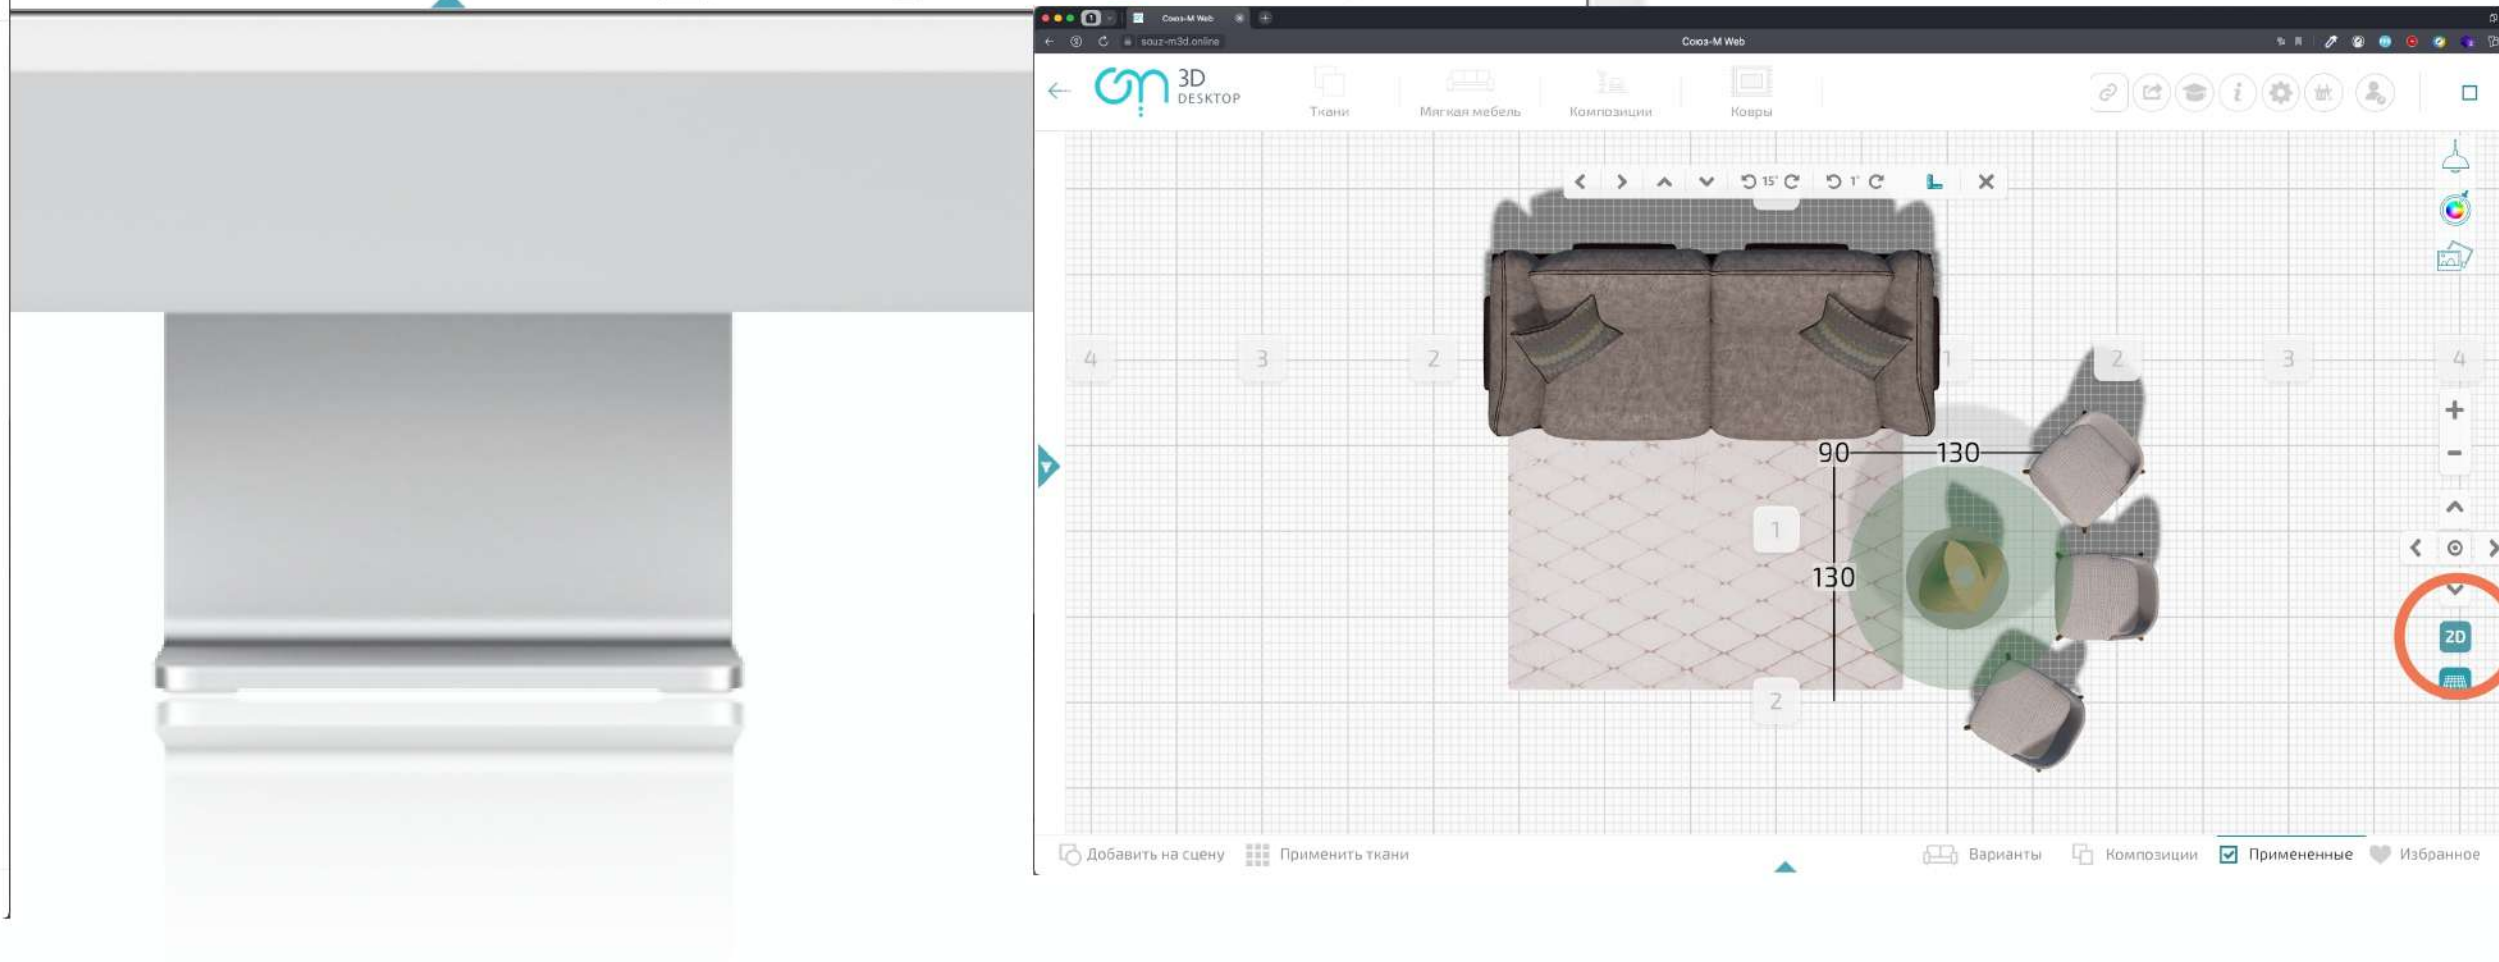 1
Союз-М Web
souz-m3d.online
Союз-М Web
3D
DESKTOP
Ткани
Мягкая мебель
Композиции
Ковры
15°
1°
4
3
2
1
2
3
4
90
130
1
130
2D
2
Добавить на сцену
Применить ткани
Варианты
Композиции
Примененные
Избранное